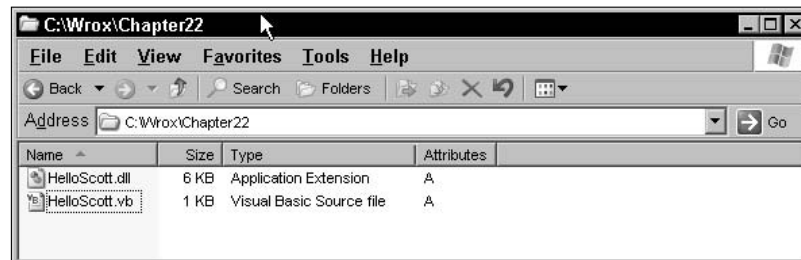 C:\Wrox\Chapter22
File Edit View Favorites Tools Help
Back Search Folders
Address C:\Wrox\Chapter22 Go
Name Size Type Attributes
HelloScott.dll 6 KB Application Extension A
HelloScott.vb 1 KB Visual Basic Source file A